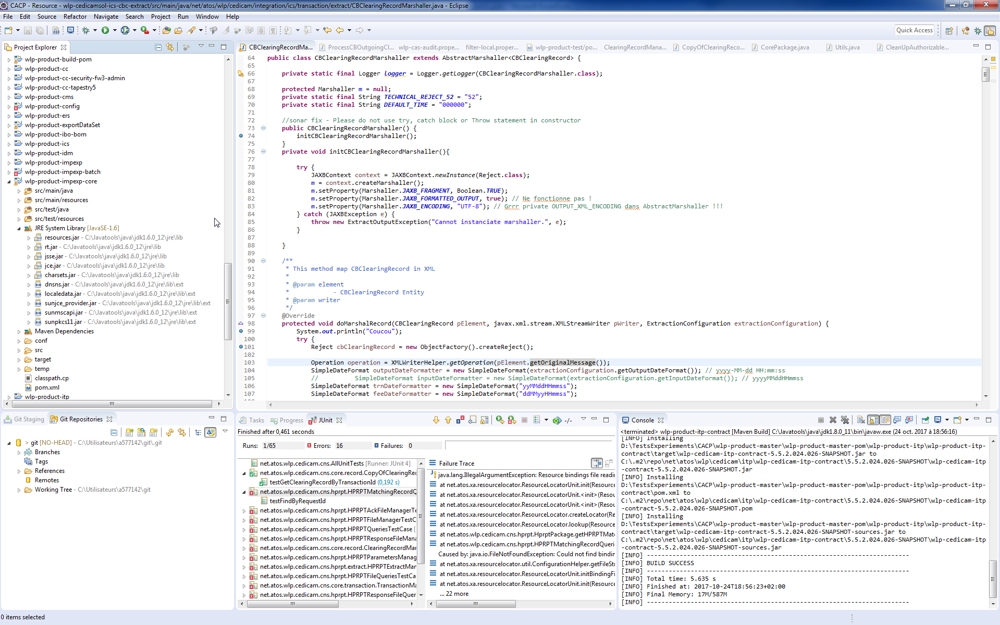 CACP - Resource - wlp-cedicamsol-ics-cbc-extract/src/main/java/net/atos/wlp/cedicam/integration/ics/transaction/extract/CBClearingRecordMarshaller.java - Eclipse
File Edit Source Refactor Navigate Search Project Run Window Help
Quick Access
Project Explorer
wlp-product-build-pom
wlp-product-cc
wlp-product-cc-security-fw3-admin
wlp-product-cc-tapestry5
wlp-product-cms
wlp-product-config
wlp-product-ers
wlp-product-exportDataSet
wlp-product-ibo-bom
wlp-product-ics
wlp-product-idm
wlp-product-impexp
wlp-product-impexp-batch
wlp-product-impexp-core
src/main/java
src/main/resources
src/test/java
src/test/resources
JRE System Library [JavaSE-1.6]
resources.jar - C:\Javatools\java\jdk1.6.0_12\jre\lib
rt.jar - C:\Javatools\java\jdk1.6.0_12\jre\lib
jsse.jar - C:\Javatools\java\jdk1.6.0_12\jre\lib
jce.jar - C:\Javatools\java\jdk1.6.0_12\jre\lib
charsets.jar - C:\Javatools\java\jdk1.6.0_12\jre\lib
dnsns.jar - C:\Javatools\java\jdk1.6.0_12\jre\lib\ext
localedata.jar - C:\Javatools\java\jdk1.6.0_12\jre\lib\ext
sunjce_provider.jar - C:\Javatools\java\jdk1.6.0_12\jre\lib\ext
sunmscapi.jar - C:\Javatools\java\jdk1.6.0_12\jre\lib\ext
sunpkcs11.jar - C:\Javatools\java\jdk1.6.0_12\jre\lib\ext
Maven Dependencies
conf
src
target
temp
classpath.cp
pom.xml
wlp-product-itp
CBClearingRecordMa... ProcessCBOutgoingCl... wlp-cas-audit.prope... filter-local.proper... wlp-product-test/po... ClearingRecordMana... CopyOfClearingReco... CorePackage.java Utils.java CleanUpAuthorizable...
64 public class CBClearingRecordMarshaller extends AbstractMarshaller<CBClearingRecord> {
65
66 private static final Logger logger = Logger.getLogger(CBClearingRecordMarshaller.class);
67
68 protected Marshaller m = null;
69 private static final String TECHNICAL_REJECT_52 = "52";
70 private static final String DEFAULT_TIME = "000000";
71
72 //sonar fix - Please do not use try, catch block or Throw statement in constructor
73 public CBClearingRecordMarshaller() {
74 initCBClearingRecordMarshaller();
75 }
76 private void initCBClearingRecordMarshaller(){
77
78 try {
79 JAXBContext context = JAXBContext.newInstance(Reject.class);
80 m = context.createMarshaller();
81 m.setProperty(Marshaller.JAXB_FRAGMENT, Boolean.TRUE);
82 m.setProperty(Marshaller.JAXB_FORMATTED_OUTPUT, true); // Ne fonctionne pas !
83 m.setProperty(Marshaller.JAXB_ENCODING, "UTF-8"); // Grrr private OUTPUT_XML_ENCODING dans AbstractMarshaller !!!
84 } catch (JAXBException e) {
85 throw new ExtractOutputException("Cannot instanciate marshaller.", e);
86 }
87
88 }
89
90 /**
91 * This method map CBClearingRecord in XML
92 *
93 * @param element
94 * - CBClearingRecord Entity
95 * @param writer
96 */
97 @Override
98 protected void doMarshalRecord(CBClearingRecord pElement, javax.xml.stream.XMLStreamWriter pWriter, ExtractionConfiguration extractionConfiguration) {
99 System.out.println("Coucou");
100 try {
101 Reject cbClearingRecord = new ObjectFactory().createReject();
102
103 Operation operation = XMLWriterHelper.getOperation(pElement.getOriginalMessage());
104 SimpleDateFormat outputDateFormatter = new SimpleDateFormat(extractionConfiguration.getOutputDateFormat()); // yyyy-MM-dd HH:mm:ss
105 // SimpleDateFormat inputDateFormatter = new SimpleDateFormat(extractionConfiguration.getInputDateFormat()); // yyyyMMddHHmmss
106 SimpleDateFormat trnDateFormatter = new SimpleDateFormat("yyMMddHHmmss");
107 SimpleDateFormat feeDateFormatter = new SimpleDateFormat("ddMMyyHHmmss");
Git Staging Git Repositories
> git [NO-HEAD] - C:\Utilisateurs\a577142\git\.git
Branches
Tags
References
Remotes
Working Tree - C:\Utilisateurs\a577142\git
Tasks Progress JUnit
Finished after 0,461 seconds
Runs: 1/65 Errors: 16 Failures: 0
net.atos.wlp.cedicam.cns.AllUnitTests [Runner: JUnit 4]
net.atos.wlp.cedicam.cns.core.record.CopyOfClearingRec
testGetClearingRecordByTransactionId (0,192 s)
net.atos.wlp.cedicam.cns.hprpt.HPRPTMatchingRecordQ
testFindByRequestId
net.atos.wlp.cedicam.cns.hprpt.HPRPTAckFileManagerTe
net.atos.wlp.cedicam.cns.hprpt.HPRPTFileManagerTestC
net.atos.wlp.cedicam.cns.hprpt.HPRPTQueriesTestCase [
net.atos.wlp.cedicam.cns.hprpt.HPRPTResponseFileMana
net.atos.wlp.cedicam.cns.core.record.ClearingRecordMar
net.atos.wlp.cedicam.cns.hprpt.HPRPTParametersManag
net.atos.wlp.cedicam.cns.hprpt.extract.HPRPTExtractMar
net.atos.wlp.cedicam.cns.hprpt.HPRPTFileQueriesTestCa
net.atos.wlp.cedicam.cns.core.transaction.TransactionMa
net.atos.wlp.cedicam.cns.hprpt.HPRPTResponseFileQuer
Failure Trace
java.lang.IllegalArgumentException: Resource bindings file readin
at net.atos.xa.resourcelocator.ResourceLocatorUnit.init(Resourc
at net.atos.xa.resourcelocator.ResourceLocatorUnit.<init>(Resou
at net.atos.xa.resourcelocator.ResourceLocatorUnit.<init>(Resou
at net.atos.xa.resourcelocator.ResourceLocator.createLocator(Re
at net.atos.xa.resourcelocator.ResourceLocator.lookup(Resource
at net.atos.wlp.cedicam.cns.hprpt.HprptPackage.getHPRPTMat
at net.atos.wlp.cedicam.cns.hprpt.HPRPTMatchingRecordQueri
Caused by: java.io.FileNotFoundException: Could not find bindin
at net.atos.xa.resourcelocator.util.ConfigurationHelper.getFileStr
at net.atos.xa.resourcelocator.ResourceLocatorUnit.initBindingFi
at net.atos.xa.resourcelocator.ResourceLocatorUnit.init(Resourc
... 22 more
Console
<terminated> wlp-product-itp-contract [Maven Build] C:\Javatools\java\jdk1.8.0_11\bin\javaw.exe (24 oct. 2017 à 18:56:16)
[INFO] Installing
D:\TestsExperiements\CACP\wlp-product-master\wlp-product-master-pom\wlp-product-itp\wlp-product-itp-
contract\target\wlp-cedicam-itp-contract-5.5.2.024.026-SNAPSHOT.jar to
C:\.m2\repo\net\atos\wlp\cedicam\itp\wlp-cedicam-itp-contract\5.5.2.024.026-SNAPSHOT\wlp-cedicam-itp
-contract-5.5.2.024.026-SNAPSHOT.jar
[INFO] Installing
D:\TestsExperiements\CACP\wlp-product-master\wlp-product-master-pom\wlp-product-itp\wlp-product-itp-
contract\pom.xml to
C:\.m2\repo\net\atos\wlp\cedicam\itp\wlp-cedicam-itp-contract\5.5.2.024.026-SNAPSHOT\wlp-cedicam-itp
-contract-5.5.2.024.026-SNAPSHOT.pom
[INFO] Installing
D:\TestsExperiements\CACP\wlp-product-master\wlp-product-master-pom\wlp-product-itp\wlp-product-itp-
contract\target\wlp-cedicam-itp-contract-5.5.2.024.026-SNAPSHOT-sources.jar to
C:\.m2\repo\net\atos\wlp\cedicam\itp\wlp-cedicam-itp-contract\5.5.2.024.026-SNAPSHOT\wlp-cedicam-itp
-contract-5.5.2.024.026-SNAPSHOT-sources.jar
[INFO] ------------------------------------------------------------------------
[INFO] BUILD SUCCESS
[INFO] ------------------------------------------------------------------------
[INFO] Total time: 5.635 s
[INFO] Finished at: 2017-10-24T18:56:23+02:00
[INFO] Final Memory: 17M/587M
[INFO] ------------------------------------------------------------------------
0 items selected